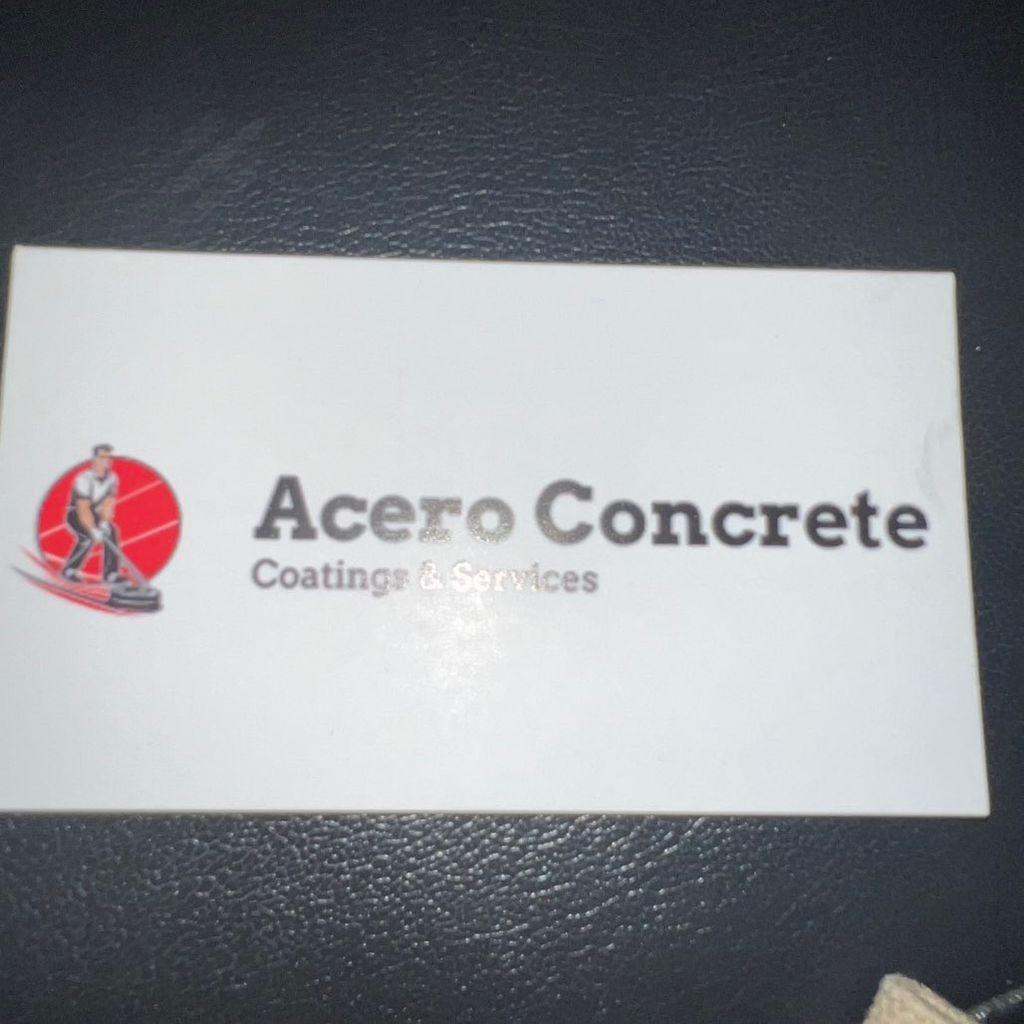 Acero Concrete
Coatings & Services